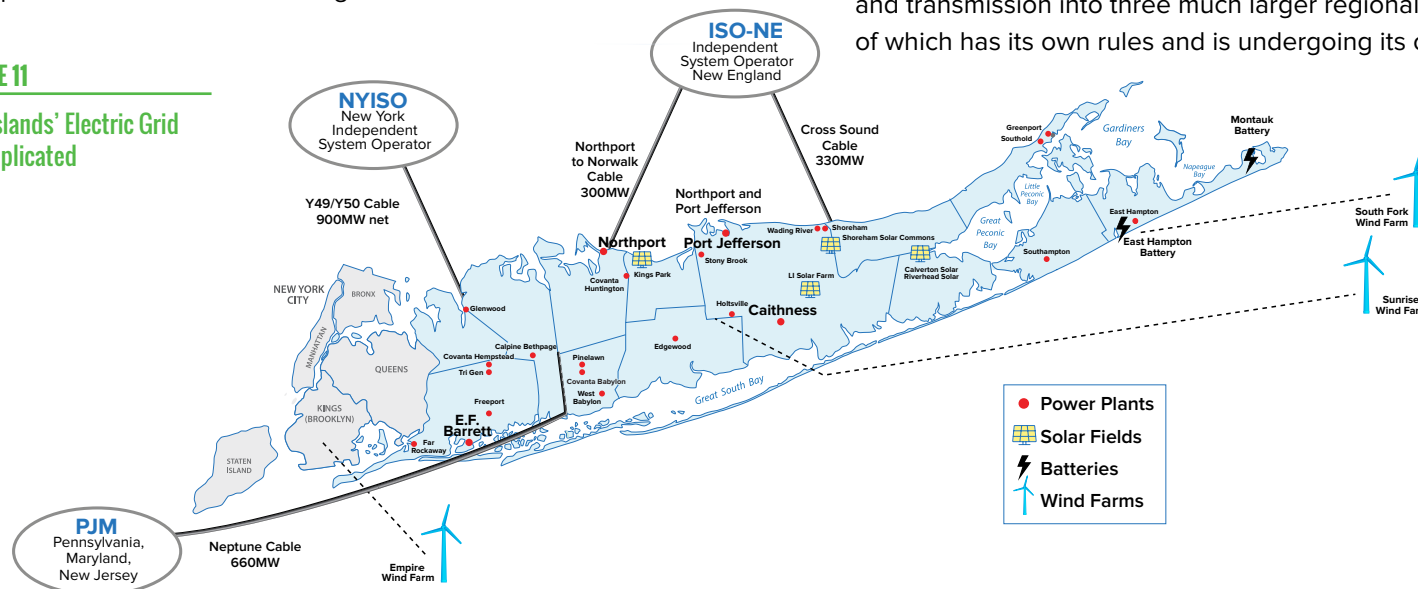 and transmission into three much larger regional
of which has its own rules and is undergoing its
E 11
slands' Electric Grid
plicated
ISO-NE
Independent
System Operator
New England
NYISO
New York
Independent
System Operator
Northport
to Norwalk
Cable
300MW
Cross Sound
Cable
330MW
Y49/Y50 Cable
900MW net
Northport and
Port Jefferson
Greenport
Southold
Gardiners
Bay
Montauk
Battery
Napeague
Bay
Little
Peconic
Bay
Great
Peconic
Bay
East Hampton
East Hampton
Battery
South Fork
Wind Farm
Sunrise
Wind Far
Northport
Port Jefferson
Wading River
Shoreham
Shoreham Solar Commons
Stony Brook
Kings Park
Covanta
Huntington
LI Solar Farm
Calverton Solar
Riverhead Solar
Southampton
Holtsville
Caithness
Edgewood
NEW YORK
CITY
BRONX
MANHATTAN
QUEENS
KINGS
(BROOKLYN)
STATEN
ISLAND
Glenwood
Calpine Bethpage
Covanta Hempstead
Tri Gen
Pinelawn
Covanta Babylon
West
Babylon
Freeport
E.F.
Barrett
Far
Rockaway
Great South Bay
Power Plants
Solar Fields
Batteries
Wind Farms
PJM
Pennsylvania,
Maryland,
New Jersey
Neptune Cable
660MW
Empire
Wind Farm